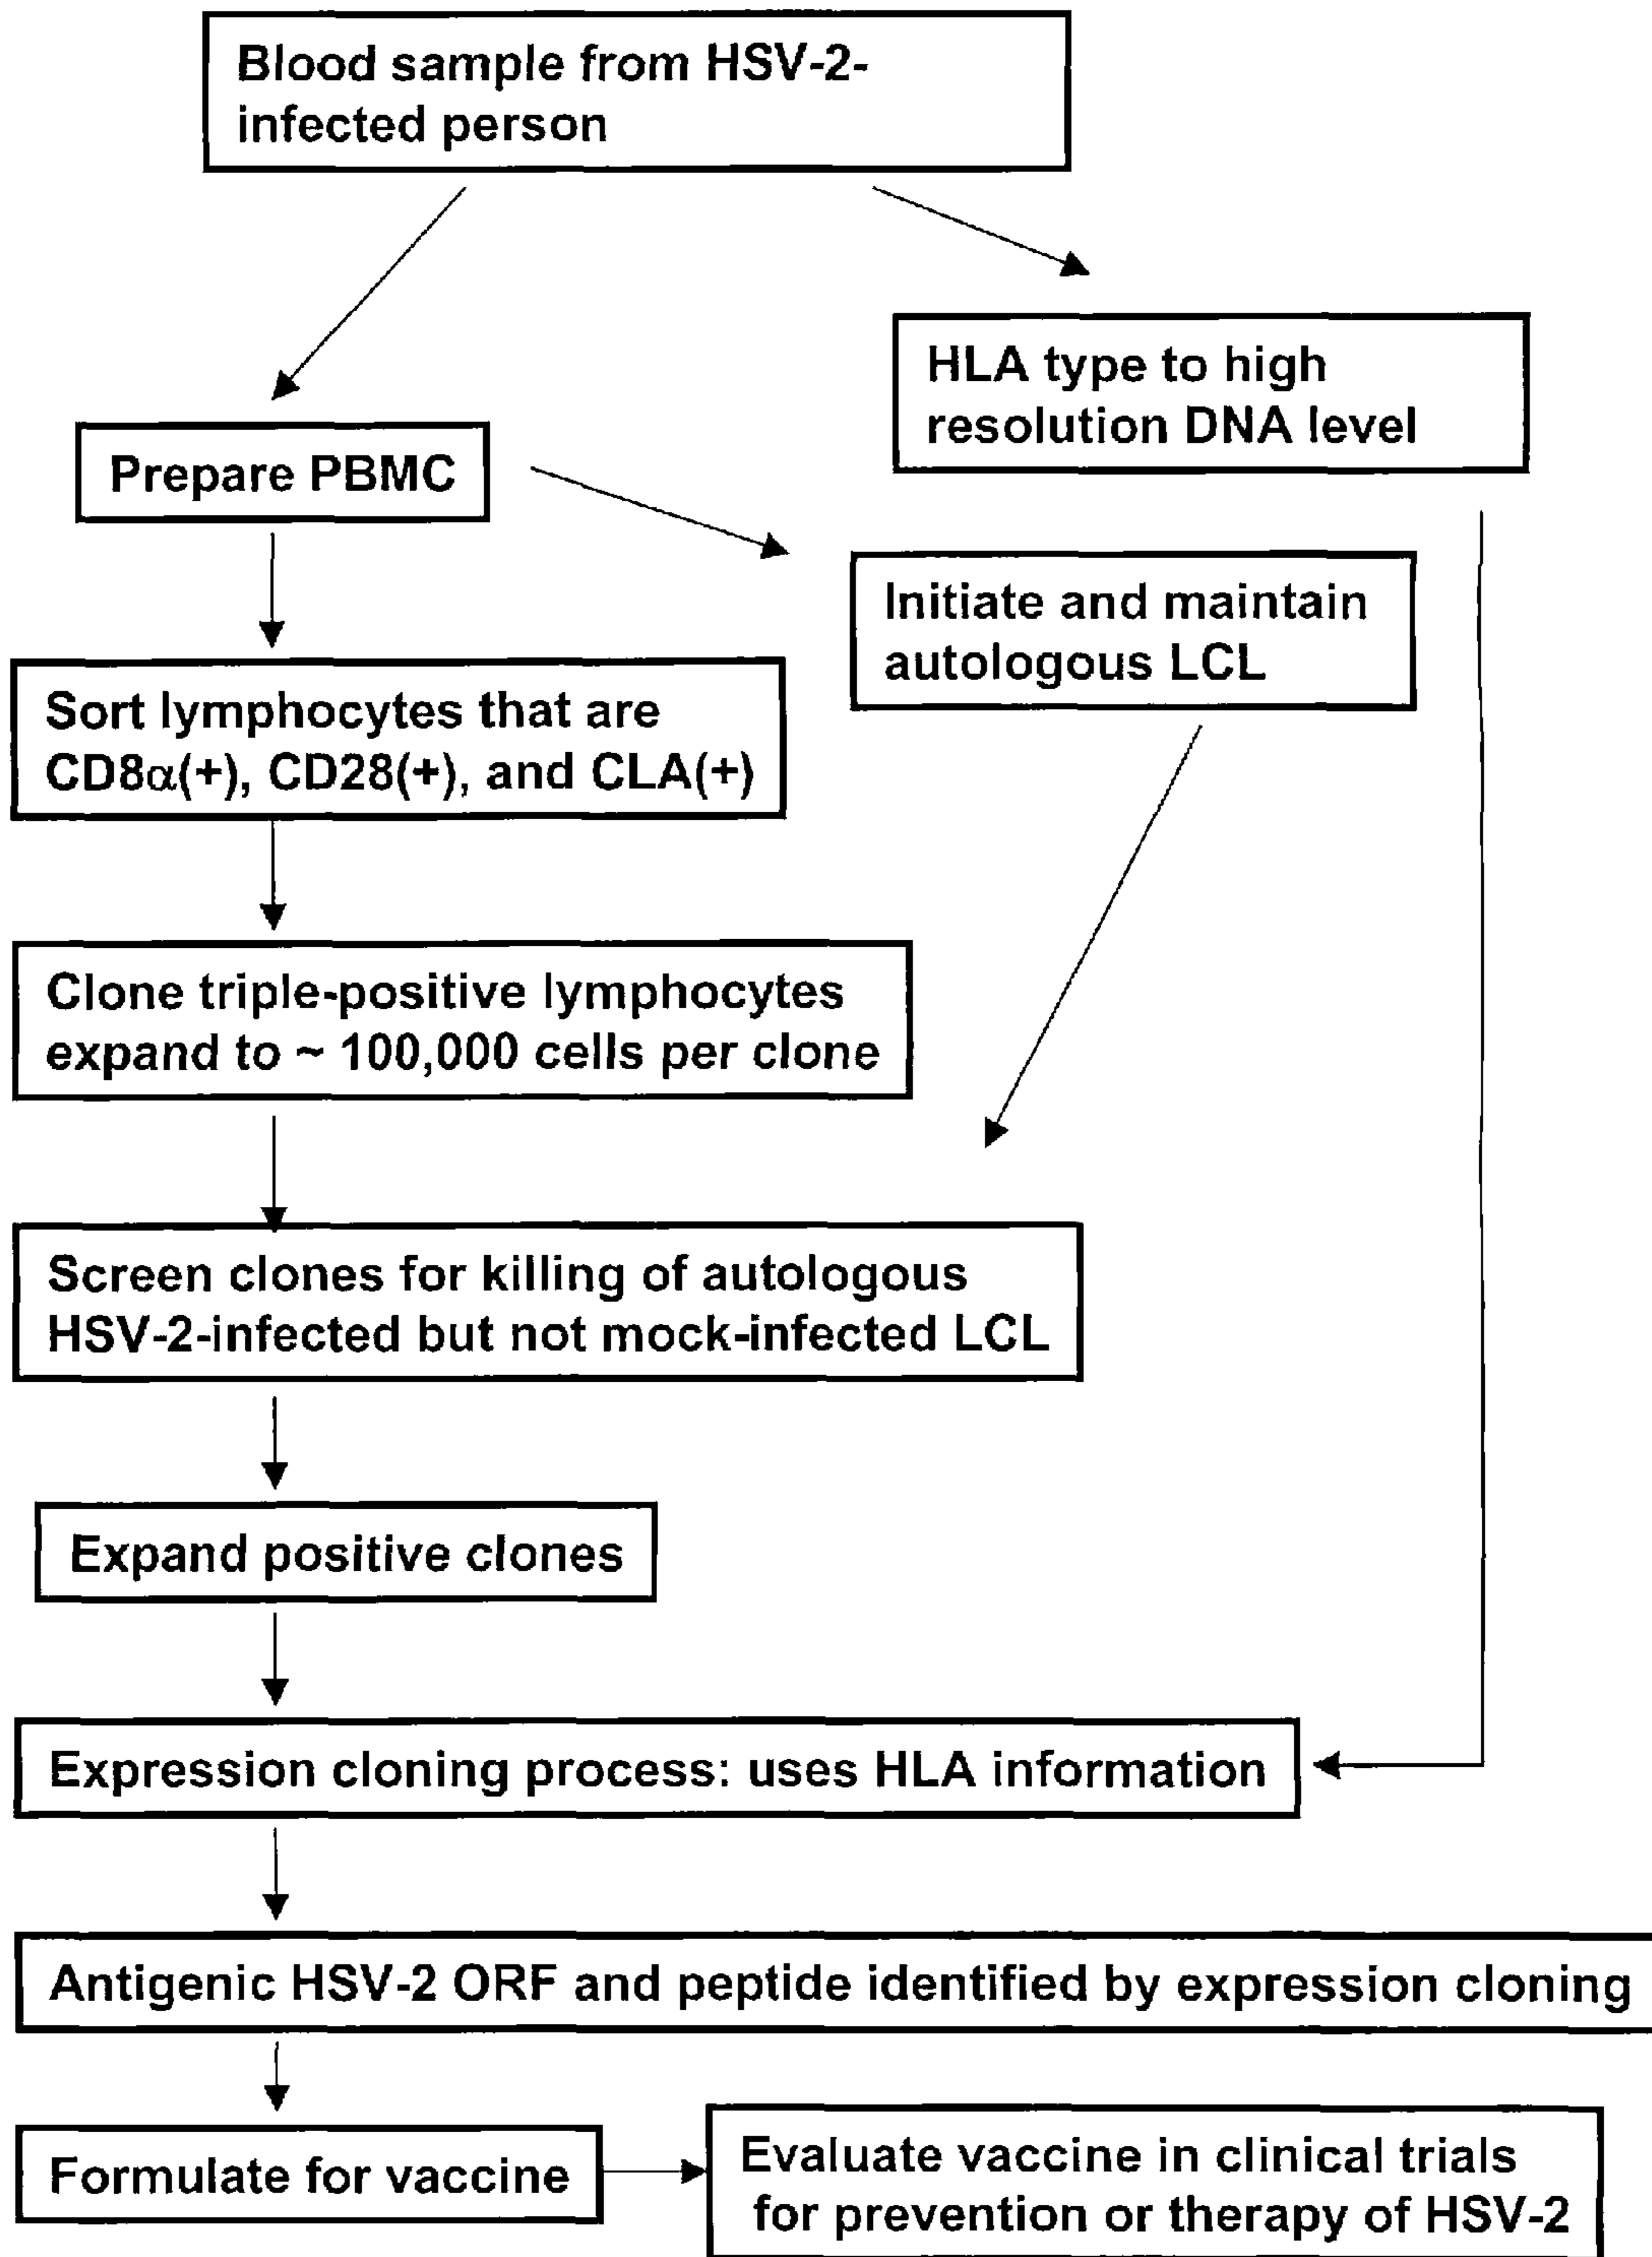 Blood sample from HSV-2-
infected person
HLA type to high
resolution DNA level
Prepare PBMC
Initiate and maintain
autologous LCL
Sort lymphocytes that are
CD8α(+), CD28(+), and CLA(+)
Clone triple-positive lymphocytes
expand to ~ 100,000 cells per clone
Screen clones for killing of autologous
HSV-2-infected but not mock-infected LCL
Expand positive clones
Expression cloning process: uses HLA information
Antigenic HSV-2 ORF and peptide identified by expression cloning
Formulate for vaccine
Evaluate vaccine in clinical trials
for prevention or therapy of HSV-2